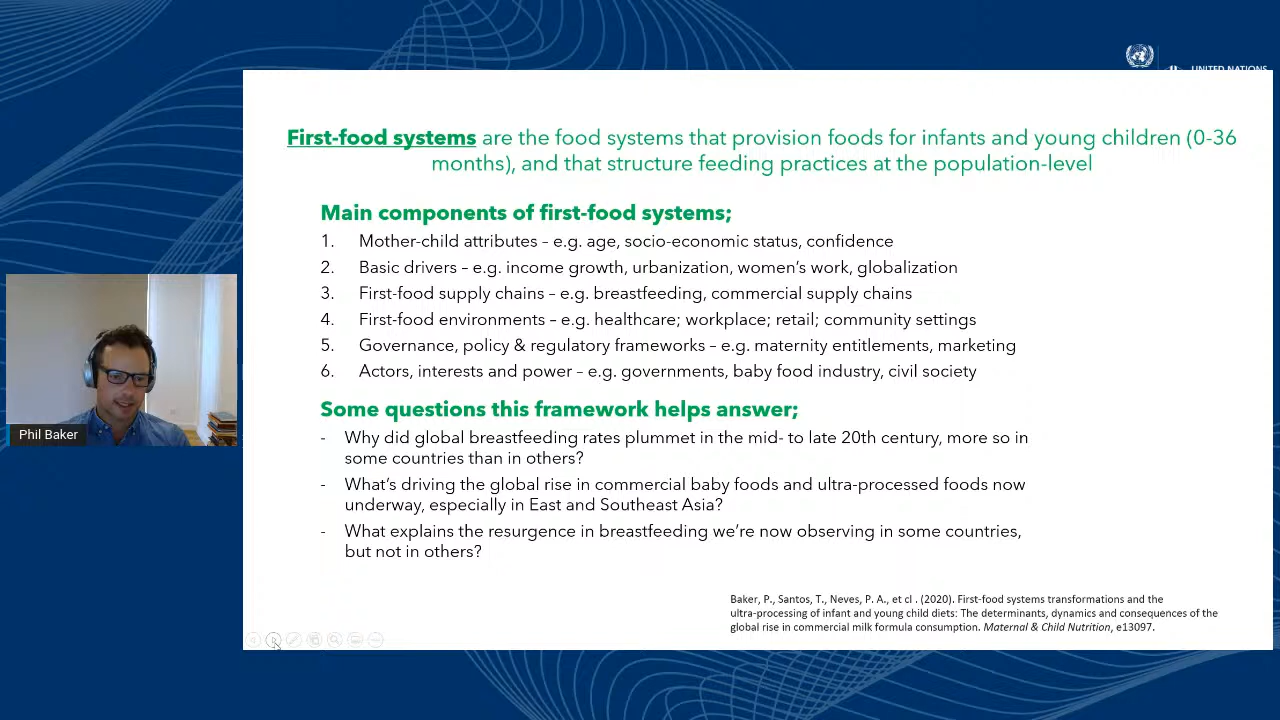 UNITED NATIONS
First-food systems are the food systems that provision foods for infants and young children (0-36
months), and that structure feeding practices at the population-level
Main components of first-food systems;
1. Mother-child attributes – e.g. age, socio-economic status, confidence
2. Basic drivers – e.g. income growth, urbanization, women's work, globalization
3. First-food supply chains – e.g. breastfeeding, commercial supply chains
4. First-food environments – e.g. healthcare; workplace; retail; community settings
5. Governance, policy & regulatory frameworks – e.g. maternity entitlements, marketing
6. Actors, interests and power – e.g. governments, baby food industry, civil society
Phil Baker
Some questions this framework helps answer;
- Why did global breastfeeding rates plummet in the mid- to late 20th century, more so in
some countries than in others?
- What's driving the global rise in commercial baby foods and ultra-processed foods now
underway, especially in East and Southeast Asia?
- What explains the resurgence in breastfeeding we're now observing in some countries,
but not in others?
Baker, P., Santos, T., Neves, P. A., et cl . (2020). First-food systems transformations and the
ultra-processing of infant and young child diets: The determinants, dynamics and consequences of the
global rise in commercial milk formula consumption. Maternal & Child Nutrition, e13097.